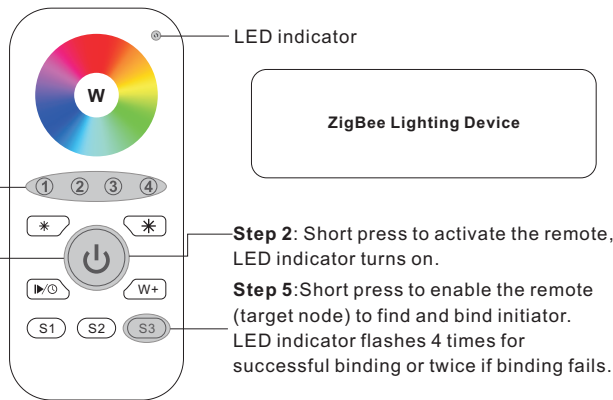 LED indicator
W
ZigBee Lighting Device
1 2 3 4
Step 2: Short press to activate the remote,
LED indicator turns on.
W+
Step 5:Short press to enable the remote
(target node) to find and bind initiator.
S1 S2 S3
LED indicator flashes 4 times for
successful binding or twice if binding fails.